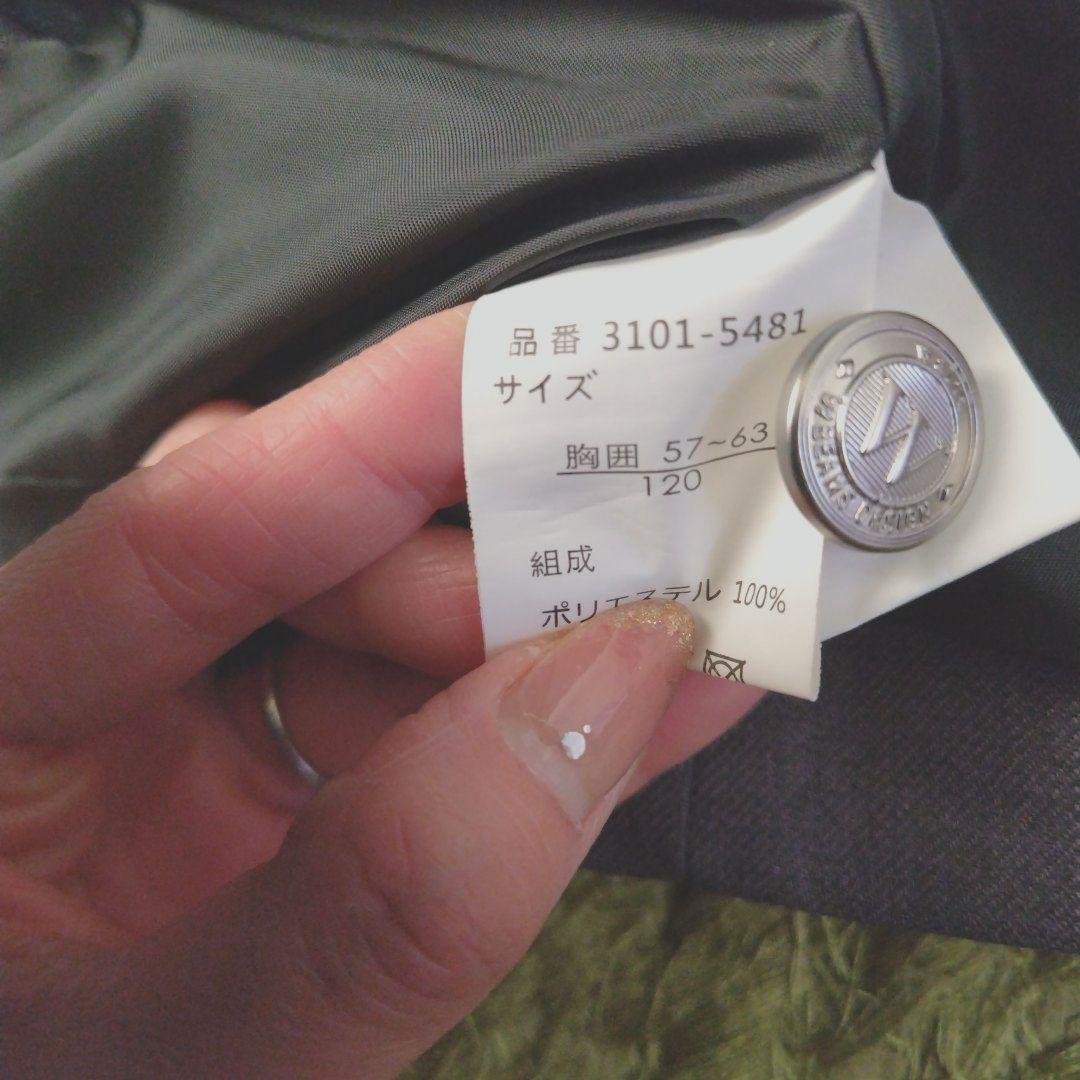 品番 3101-5481
サイズ
胸囲 57~63
120
組成
ポリエステル 100%
DESIGN